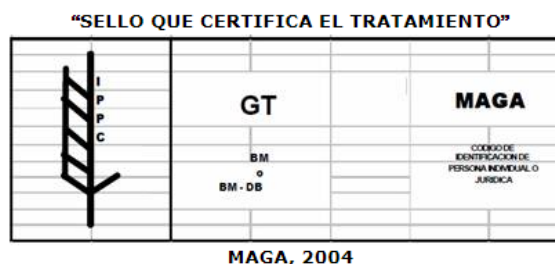 “SELLO QUE CERTIFICA EL TRATAMIENTO”
I
P
P
C
GT
BM
o
BM - DB
MAGA
CODIGO DE
IDENTIFICACION DE
PERSONA INDIVIDUAL O
JURIDICA
MAGA, 2004